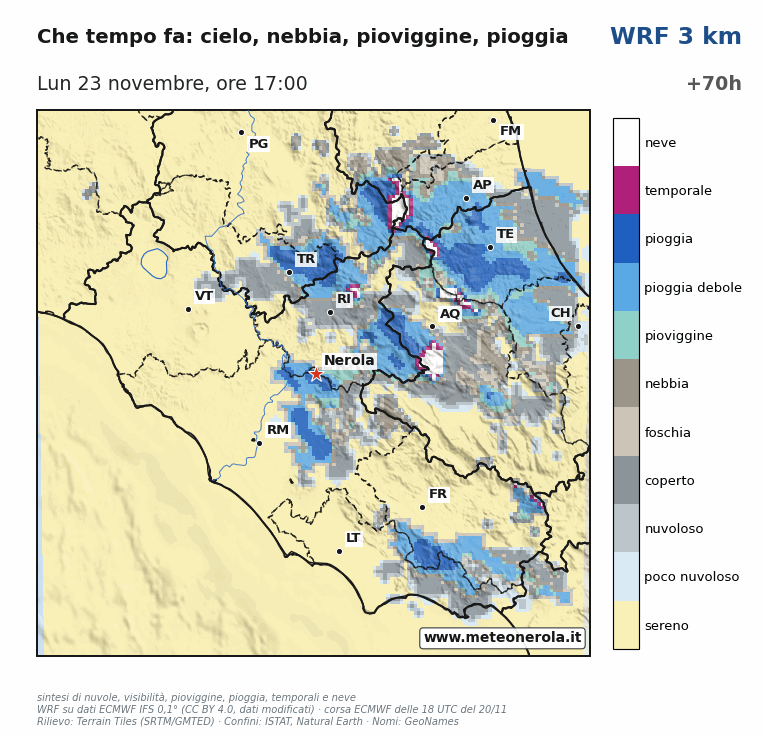 Che tempo fa: cielo, nebbia, pioviggine, pioggia
WRF 3 km
Lun 23 novembre, ore 17:00
+70h
FM
PG
AP
TE
TR
VT
RI
AQ
CH
Nerola
RM
FR
LT
www.meteonerola.it
neve
temporale
pioggia
pioggia debole
pioviggine
nebbia
foschia
coperto
nuvoloso
poco nuvoloso
sereno
sintesi di nuvole, visibilità, pioviggine, pioggia, temporali e neve
WRF su dati ECMWF IFS 0,1° (CC BY 4.0, dati modificati) · corsa ECMWF delle 18 UTC del 20/11
Rilievo: Terrain Tiles (SRTM/GMTED) · Confini: ISTAT, Natural Earth · Nomi: GeoNames